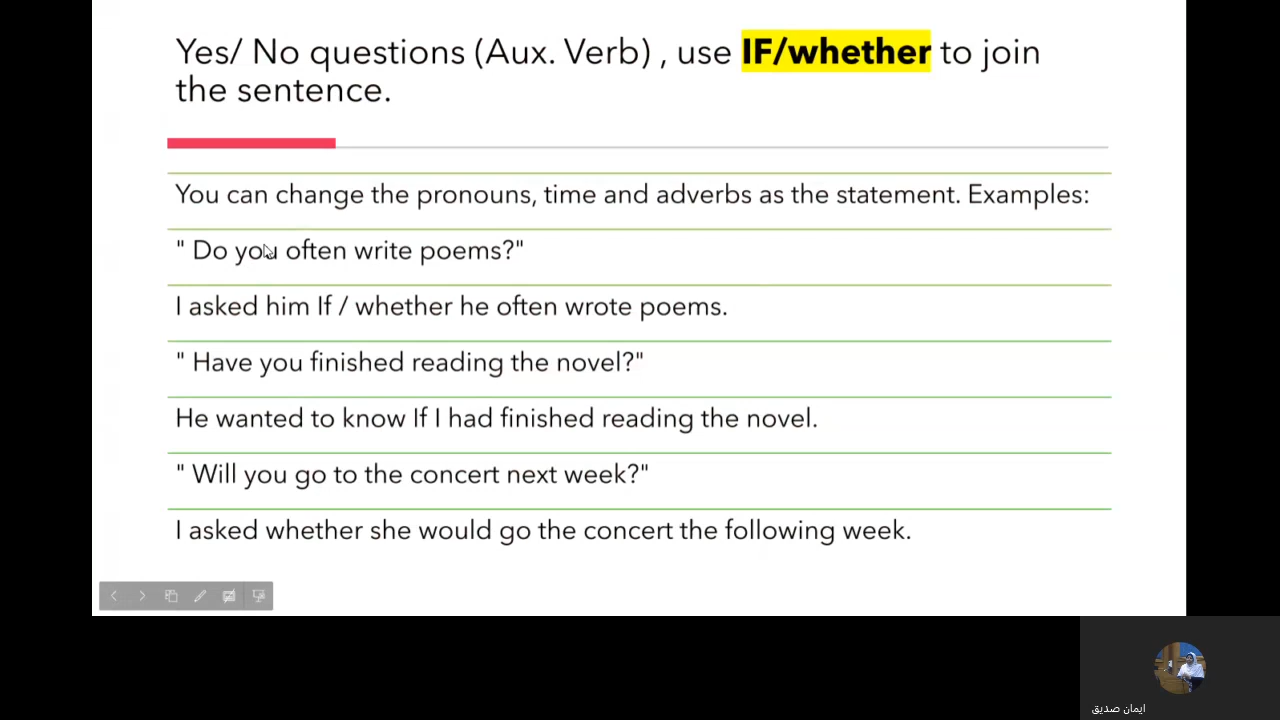 Yes/ No questions (Aux. Verb) , use IF/whether to join
the sentence.
You can change the pronouns, time and adverbs as the statement. Examples:
" Do you often write poems?"
I asked him If / whether he often wrote poems.
" Have you finished reading the novel?"
He wanted to know If I had finished reading the novel.
" Will you go to the concert next week?"
I asked whether she would go the concert the following week.
ايمان صديق